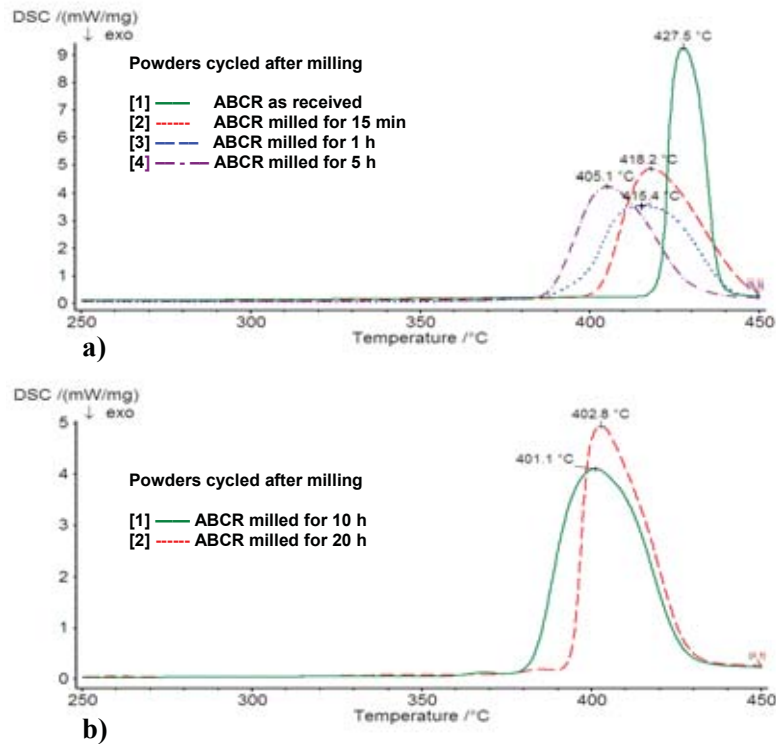 DSC /(mW/mg)
↓ exo
427.5 °C
9
Powders cycled after milling
8
[1] ABCR as received
7
[2] ABCR milled for 15 min
6
[3] ABCR milled for 1 h
5
[4] ABCR milled for 5 h
418.2 °C
405.1 °C
4
415.4 °C
3
2
1
0
250 300 350 400 450
Temperature /°C
a)
DSC /(mW/mg)
↓ exo
402.8 °C
5
401.1 °C
Powders cycled after milling
4
[1] ABCR milled for 10 h
[2] ABCR milled for 20 h
3
2
1
0
250 300 350 400 450
Temperature /°C
b)